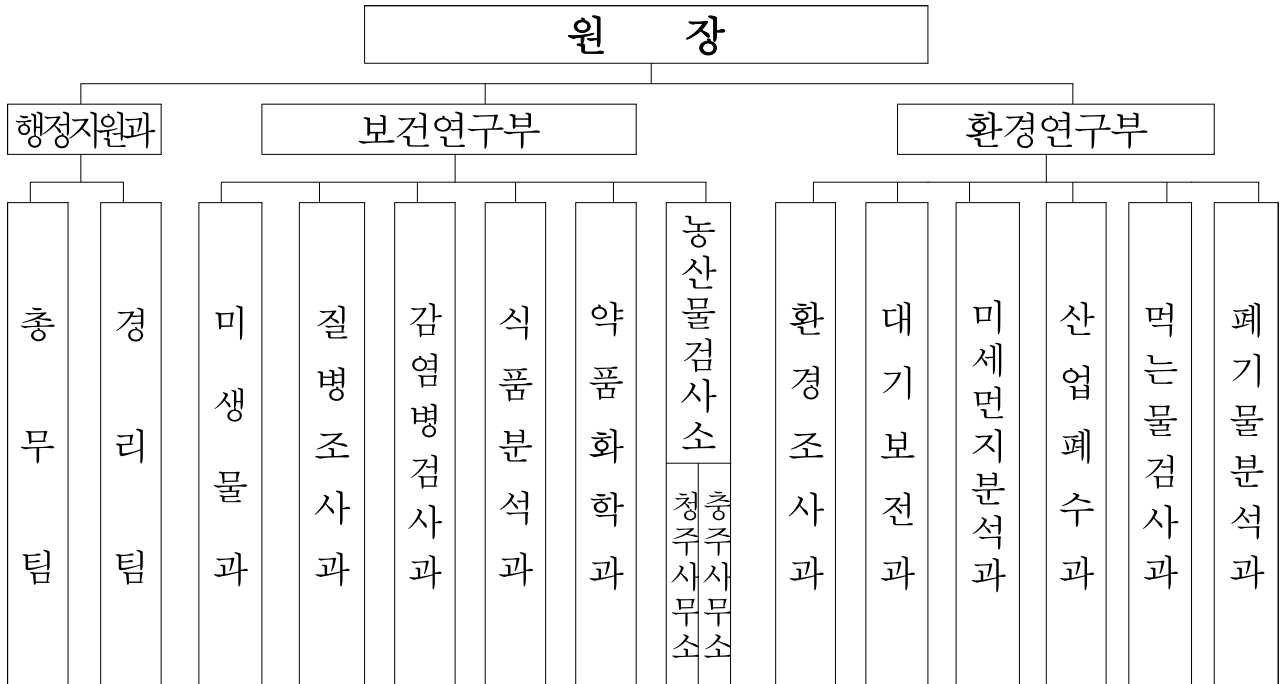 원 장
행정지원과
보건연구부
환경연구부
총무팀
경리팀
미생물과
질병조사과
감염병검사과
식품분석과
약품화학과
농산물검사소
청주사무소
충주사무소
환경조사과
대기보전과
미세먼지분석과
산업폐수과
먹는물검사과
폐기물분석과